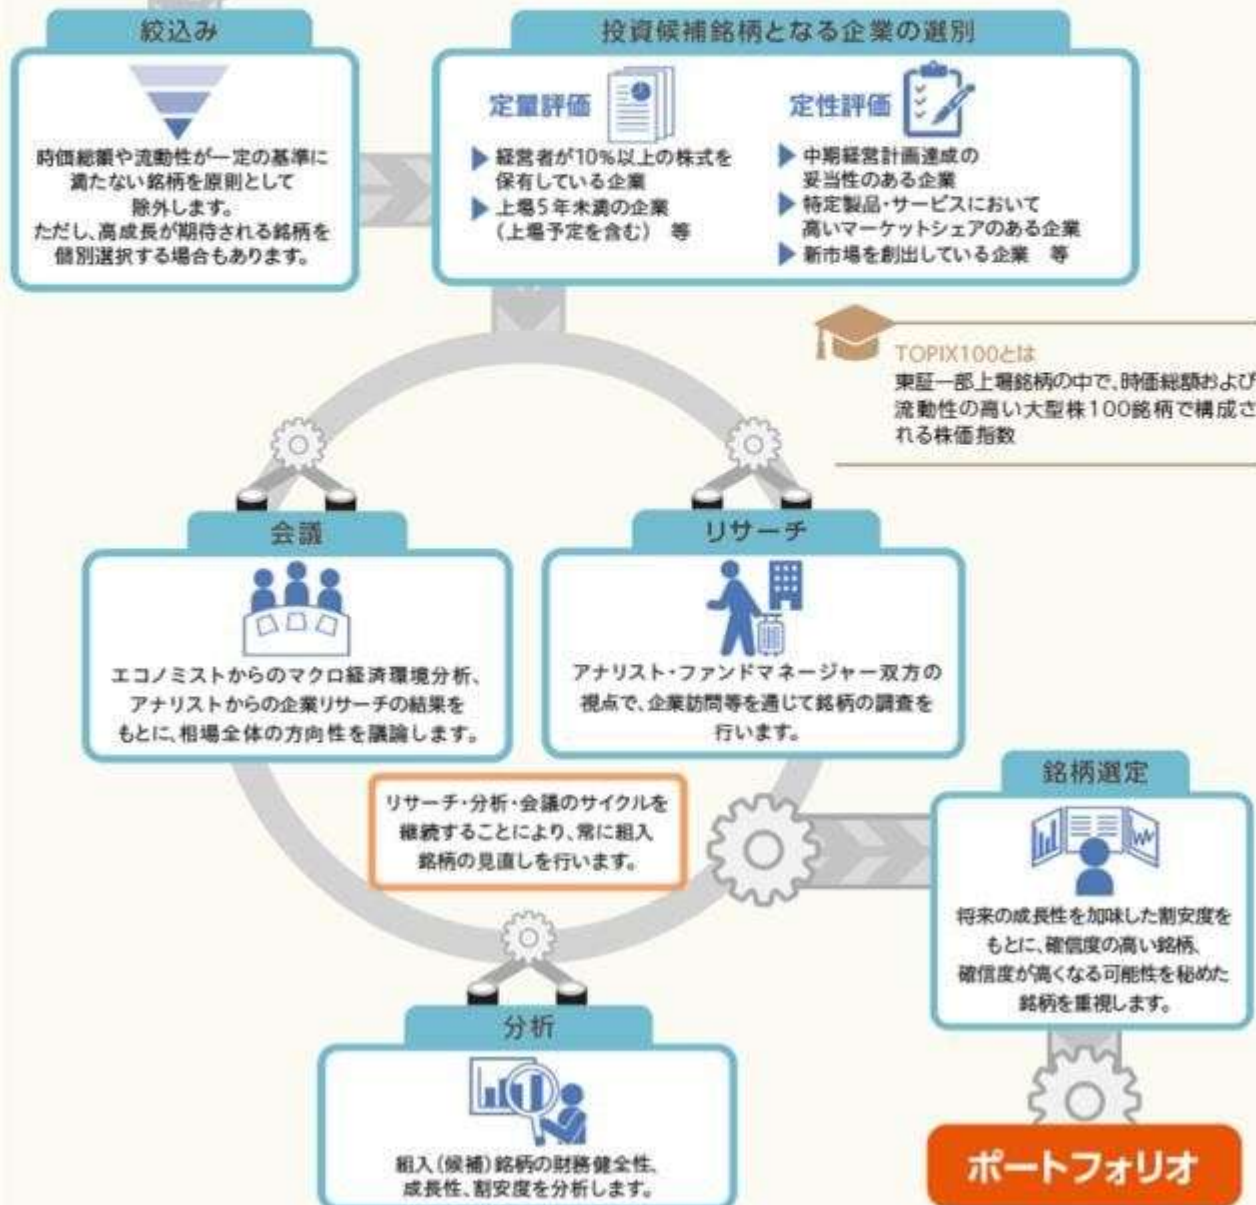 絞込み
時価総額や流動性が一定の基準に
満たない銘柄を原則として
除外します。
ただし、高成長が期待される銘柄を
個別選択する場合もあります。
投資候補銘柄となる企業の選別
定量評価
▶ 経営者が10%以上の株式を
保有している企業
▶ 上場5年未満の企業
(上場予定を含む) 等
定性評価
▶ 中期経営計画達成の
妥当性のある企業
▶ 特定製品・サービスにおいて
高いマーケットシェアのある企業
▶ 新市場を創出している企業 等
TOPIX100とは
東証一部上場銘柄の中で、時価総額および
流動性の高い大型株100銘柄で構成さ
れる株価指数
会議
エコノミストからのマクロ経済環境分析、
アナリストからの企業リサーチの結果を
もとに、相場全体の方向性を議論します。
リサーチ
アナリスト・ファンドマネージャー双方の
視点で、企業訪問等を通じて銘柄の調査を
行います。
リサーチ・分析・会議のサイクルを
継続することにより、常に組入
銘柄の見直しを行います。
銘柄選定
将来の成長性を加味した割安度を
もとに、確信度の高い銘柄、
確信度が高くなる可能性を秘めた
銘柄を重視します。
分析
組入(候補)銘柄の財務健全性、
成長性、割安度を分析します。
ポートフォリオ